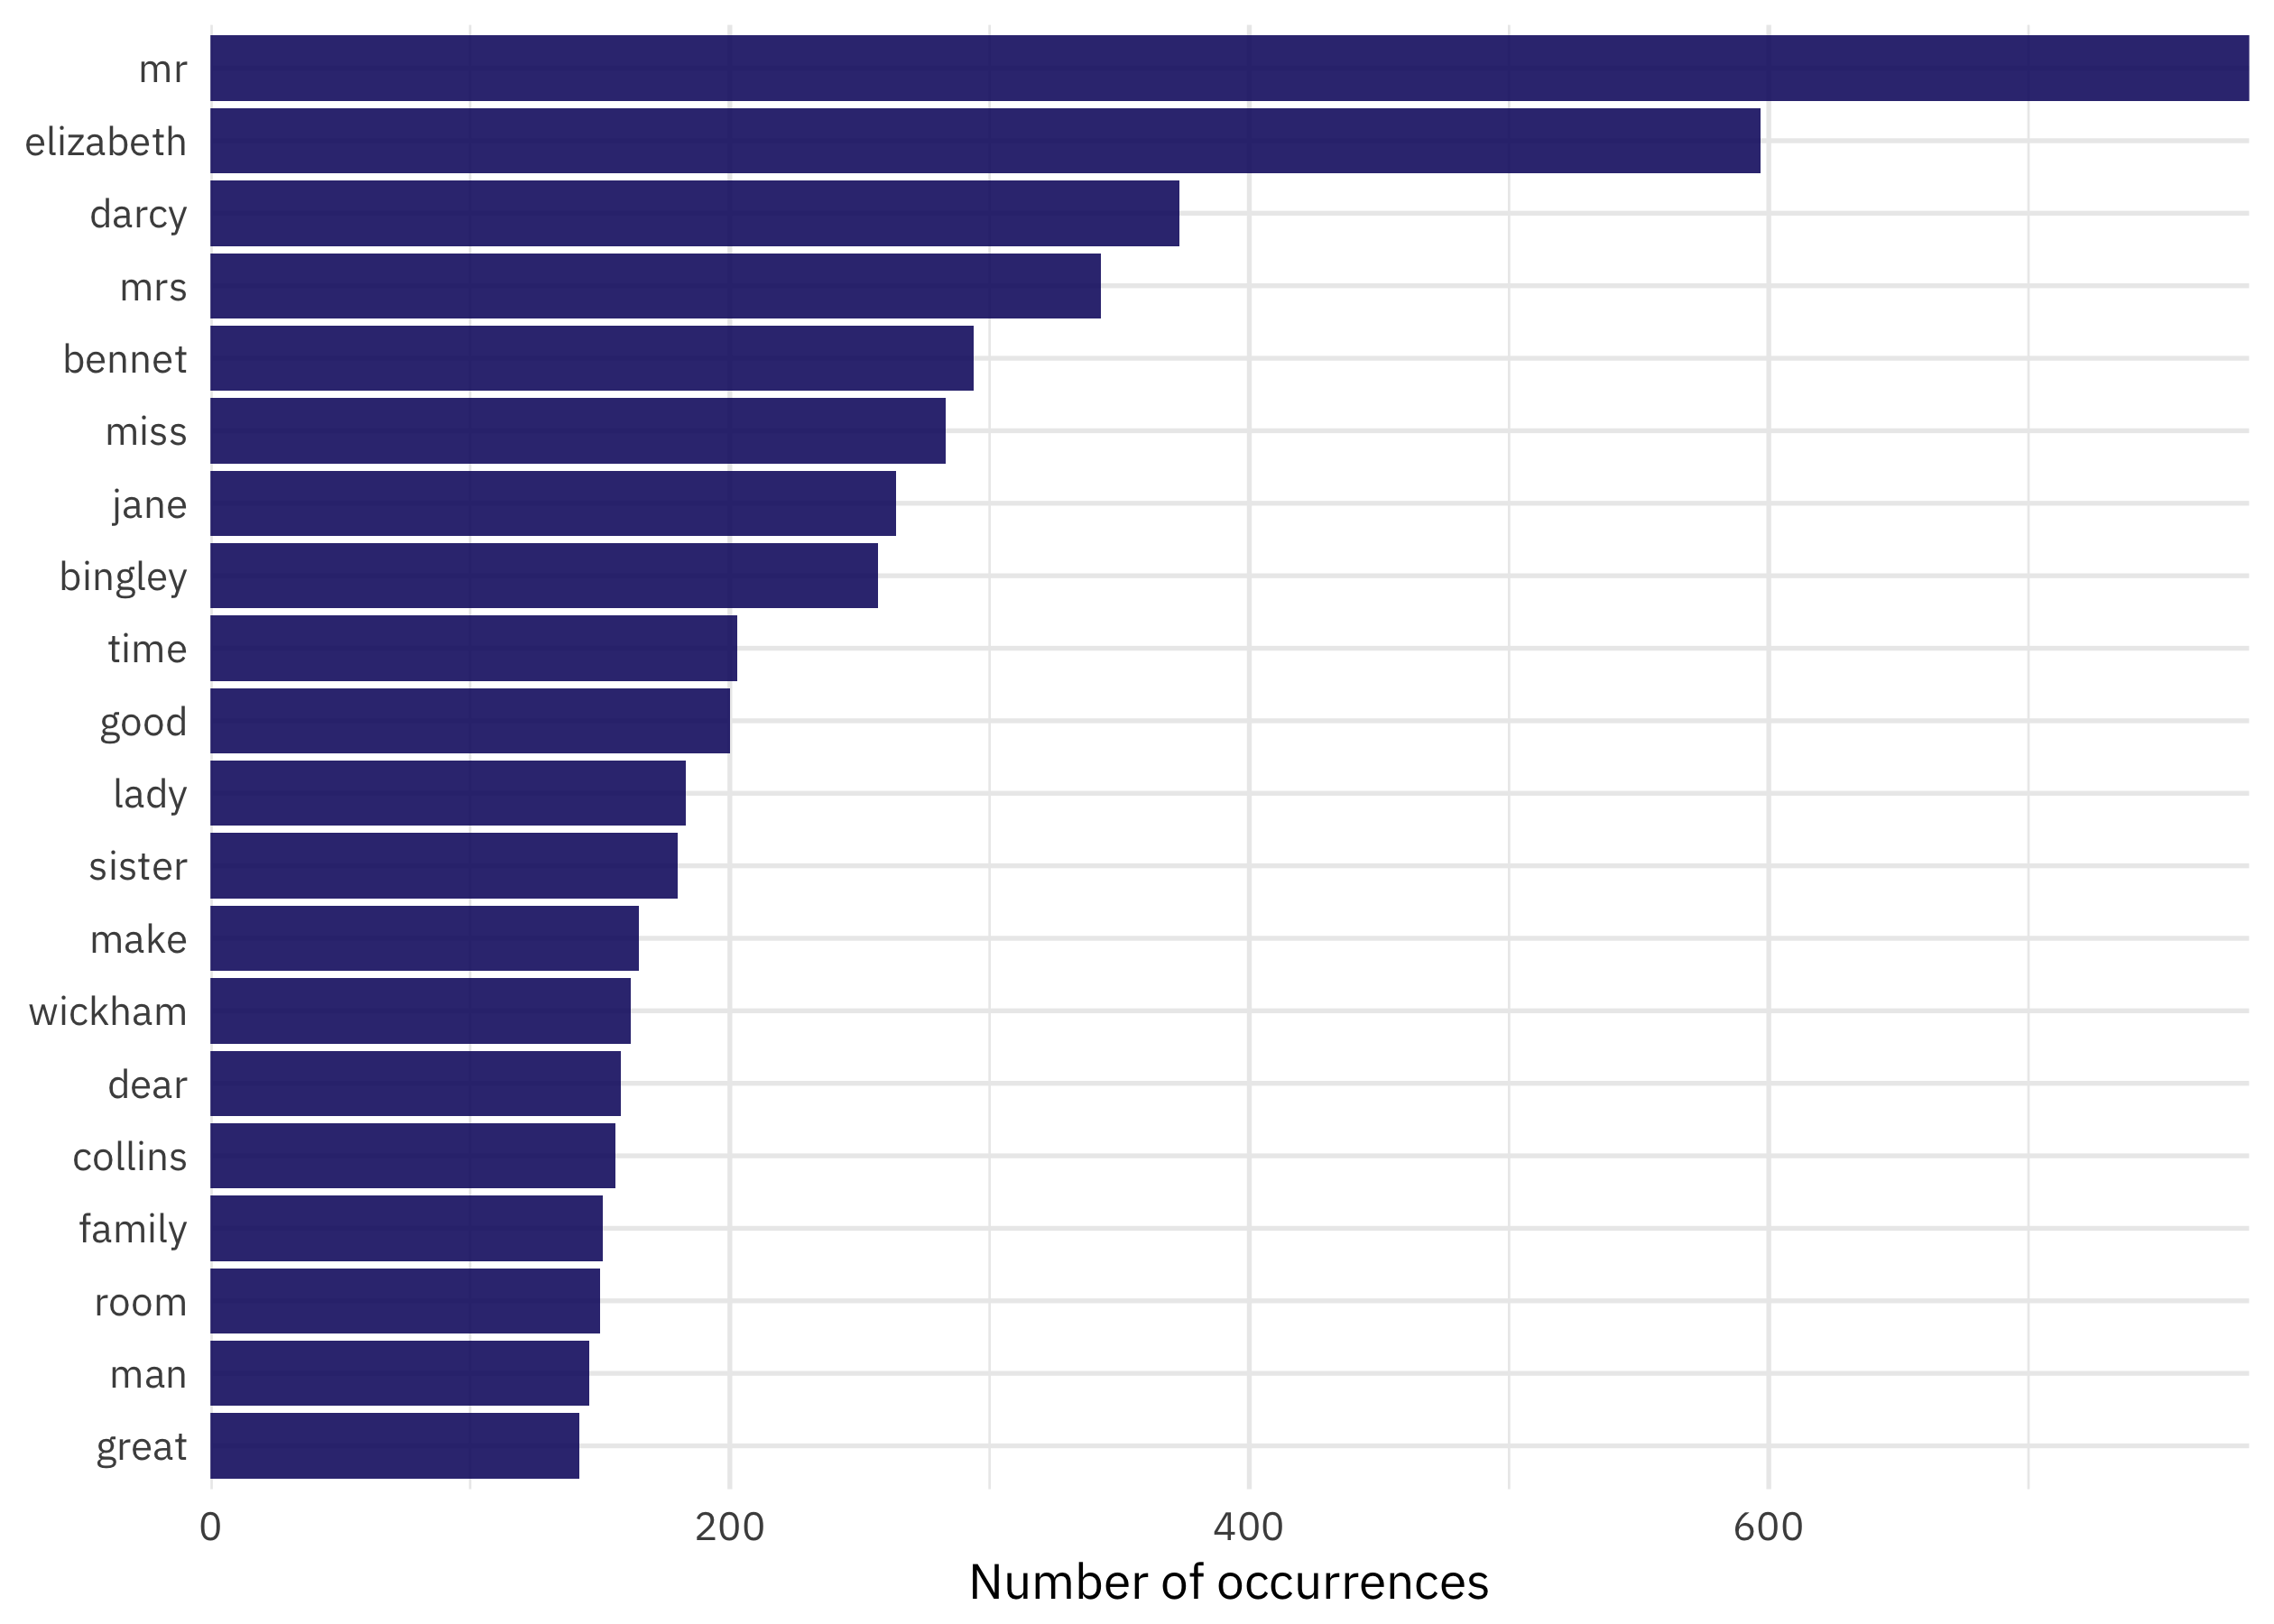 mr
elizabeth
darcy
mrs
bennet
miss
jane
bingley
time
good
lady
sister
make
wickham
dear
collins
family
room
man
great
0 200 400 600
Number of occurrences